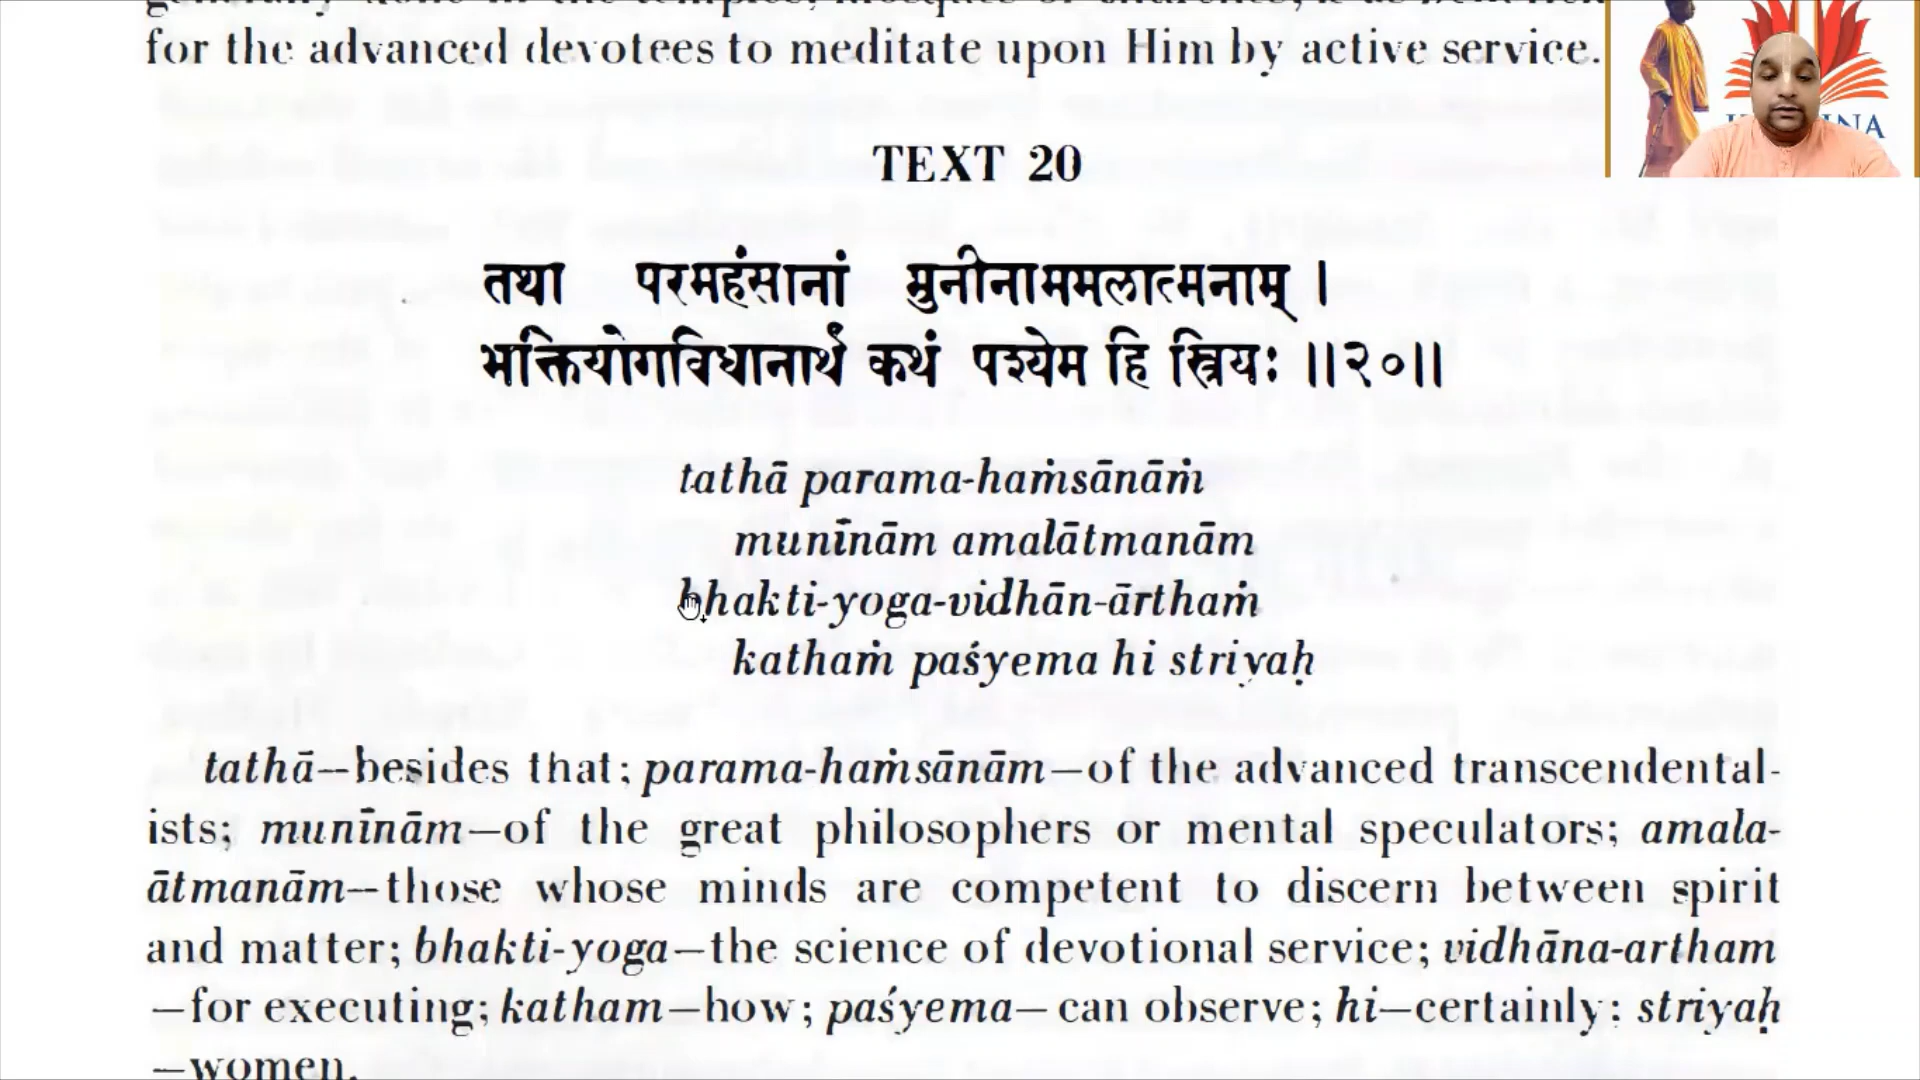 for the advanced devotees to meditate upon Him by active service.
TEXT 20
तथा परमहंसानां मुनीनाममलात्मनाम् ।
भक्तियोगविधानार्थं कथं पश्येम हि स्त्रियः ॥२०॥
tathā parama-haṁsānāṁ
munīnām amalātmanām
bhakti-yoga-vidhān-ārthaṁ
kathaṁ paśyema hi striyaḥ
tathā—besides that; parama-haṁsānām—of the advanced transcendental-
ists; munīnām—of the great philosophers or mental speculators; amala-
ātmanām—those whose minds are competent to discern between spirit
and matter; bhakti-yoga—the science of devotional service; vidhāna-artham
—for executing; katham—how; paśyema—can observe; hi—certainly; striyaḥ
—women.